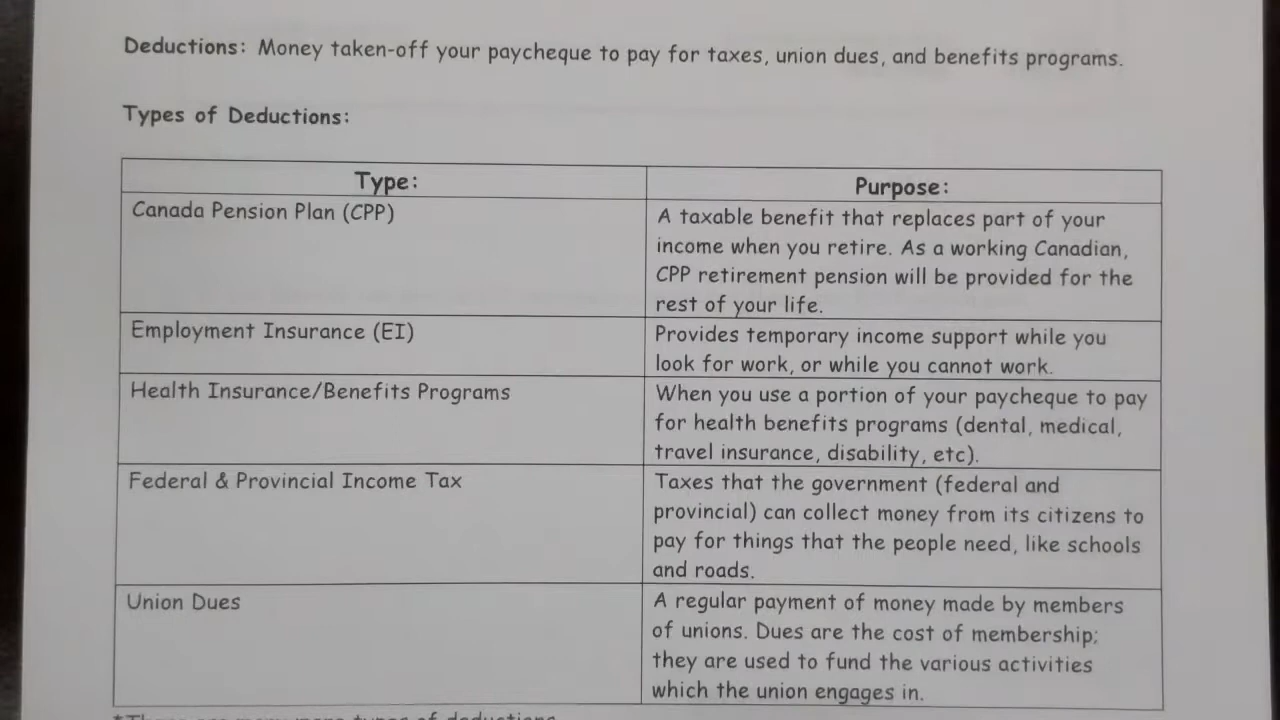 Deductions: Money taken-off your paycheque to pay for taxes, union dues, and benefits programs.
Types of Deductions:
Type:
Purpose:
Canada Pension Plan (CPP)
A taxable benefit that replaces part of your
income when you retire. As a working Canadian,
CPP retirement pension will be provided for the
rest of your life.
Employment Insurance (EI)
Provides temporary income support while you
look for work, or while you cannot work.
Health Insurance/Benefits Programs
When you use a portion of your paycheque to pay
for health benefits programs (dental, medical,
travel insurance, disability, etc).
Federal & Provincial Income Tax
Taxes that the government (federal and
provincial) can collect money from its citizens to
pay for things that the people need, like schools
and roads.
Union Dues
A regular payment of money made by members
of unions. Dues are the cost of membership;
they are used to fund the various activities
which the union engages in.
*There are many more types of deductions